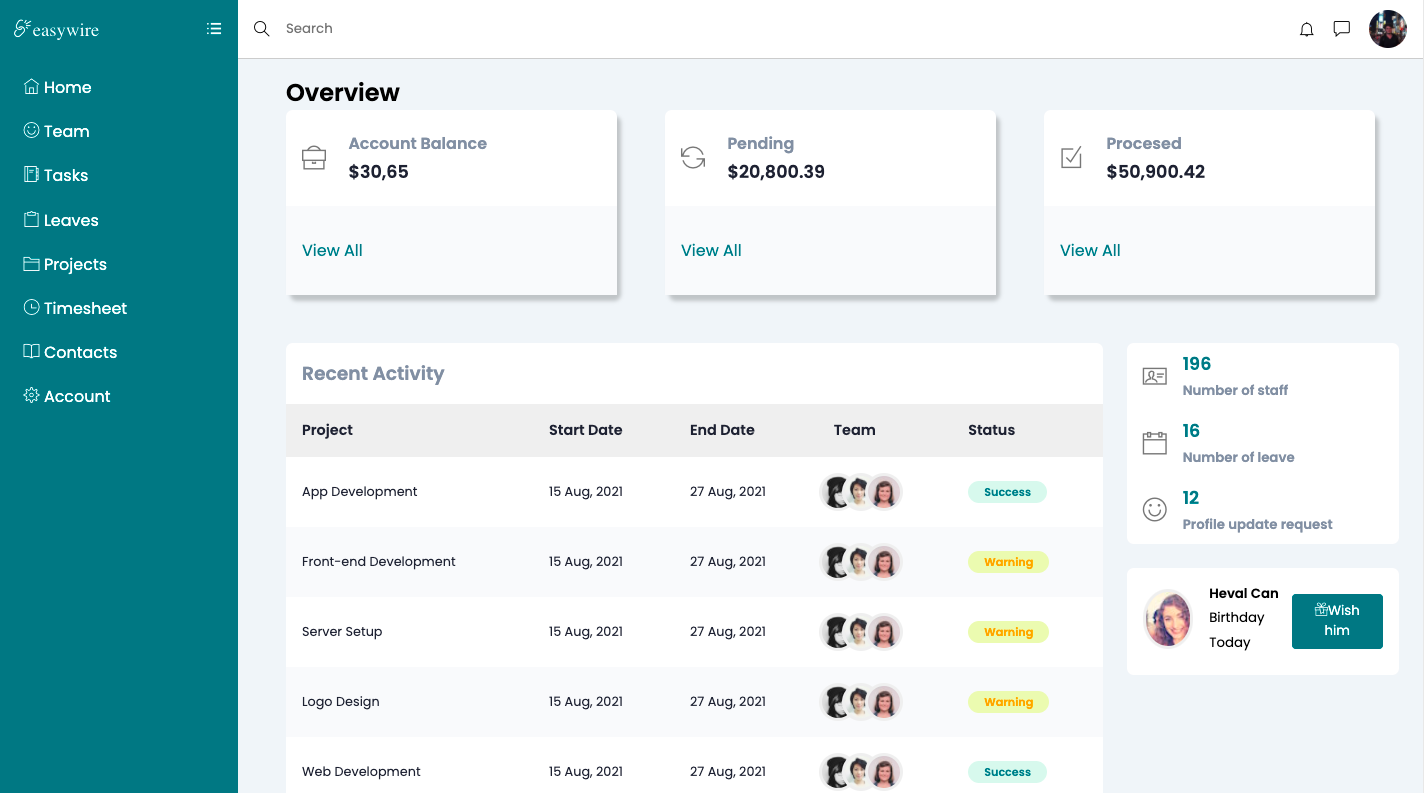 easywire
Search
Home
Team
Tasks
Leaves
Projects
Timesheet
Contacts
Account
Overview
Account Balance
$30,65
View All
Pending
$20,800.39
View All
Procesed
$50,900.42
View All
Recent Activity
Project Start Date End Date Team Status
App Development 15 Aug, 2021 27 Aug, 2021 Success
Front-end Development 15 Aug, 2021 27 Aug, 2021 Warning
Server Setup 15 Aug, 2021 27 Aug, 2021 Warning
Logo Design 15 Aug, 2021 27 Aug, 2021 Warning
Web Development 15 Aug, 2021 27 Aug, 2021 Success
196
Number of staff
16
Number of leave
12
Profile update request
Heval Can
Birthday
Today
Wish
him